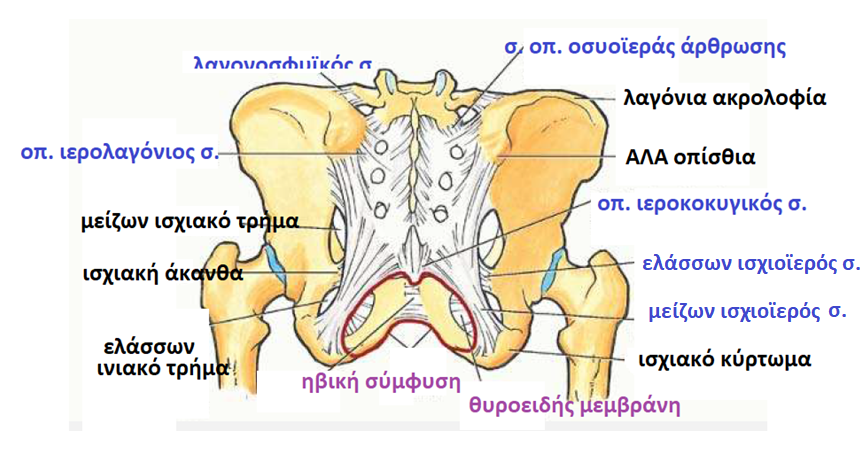 σ. οπ. οσυοϊεράς άρθρωσης
λαγονοσφυϊκός σ
λαγόνια ακρολοφία
οπ. ιερολαγόνιος σ.
ΑΛΑ οπίσθια
οπ. ιεροκοκυγικός σ.
μείζων ισχιακό τρήμα
ελάσσων ισχιοϊερός σ.
ισχιακή άκανθα
μείζων ισχιοϊερός σ.
ελάσσων
ινιακό τρήμα
ισχιακό κύρτωμα
ηβική σύμφυση
θυροειδής μεμβράνη